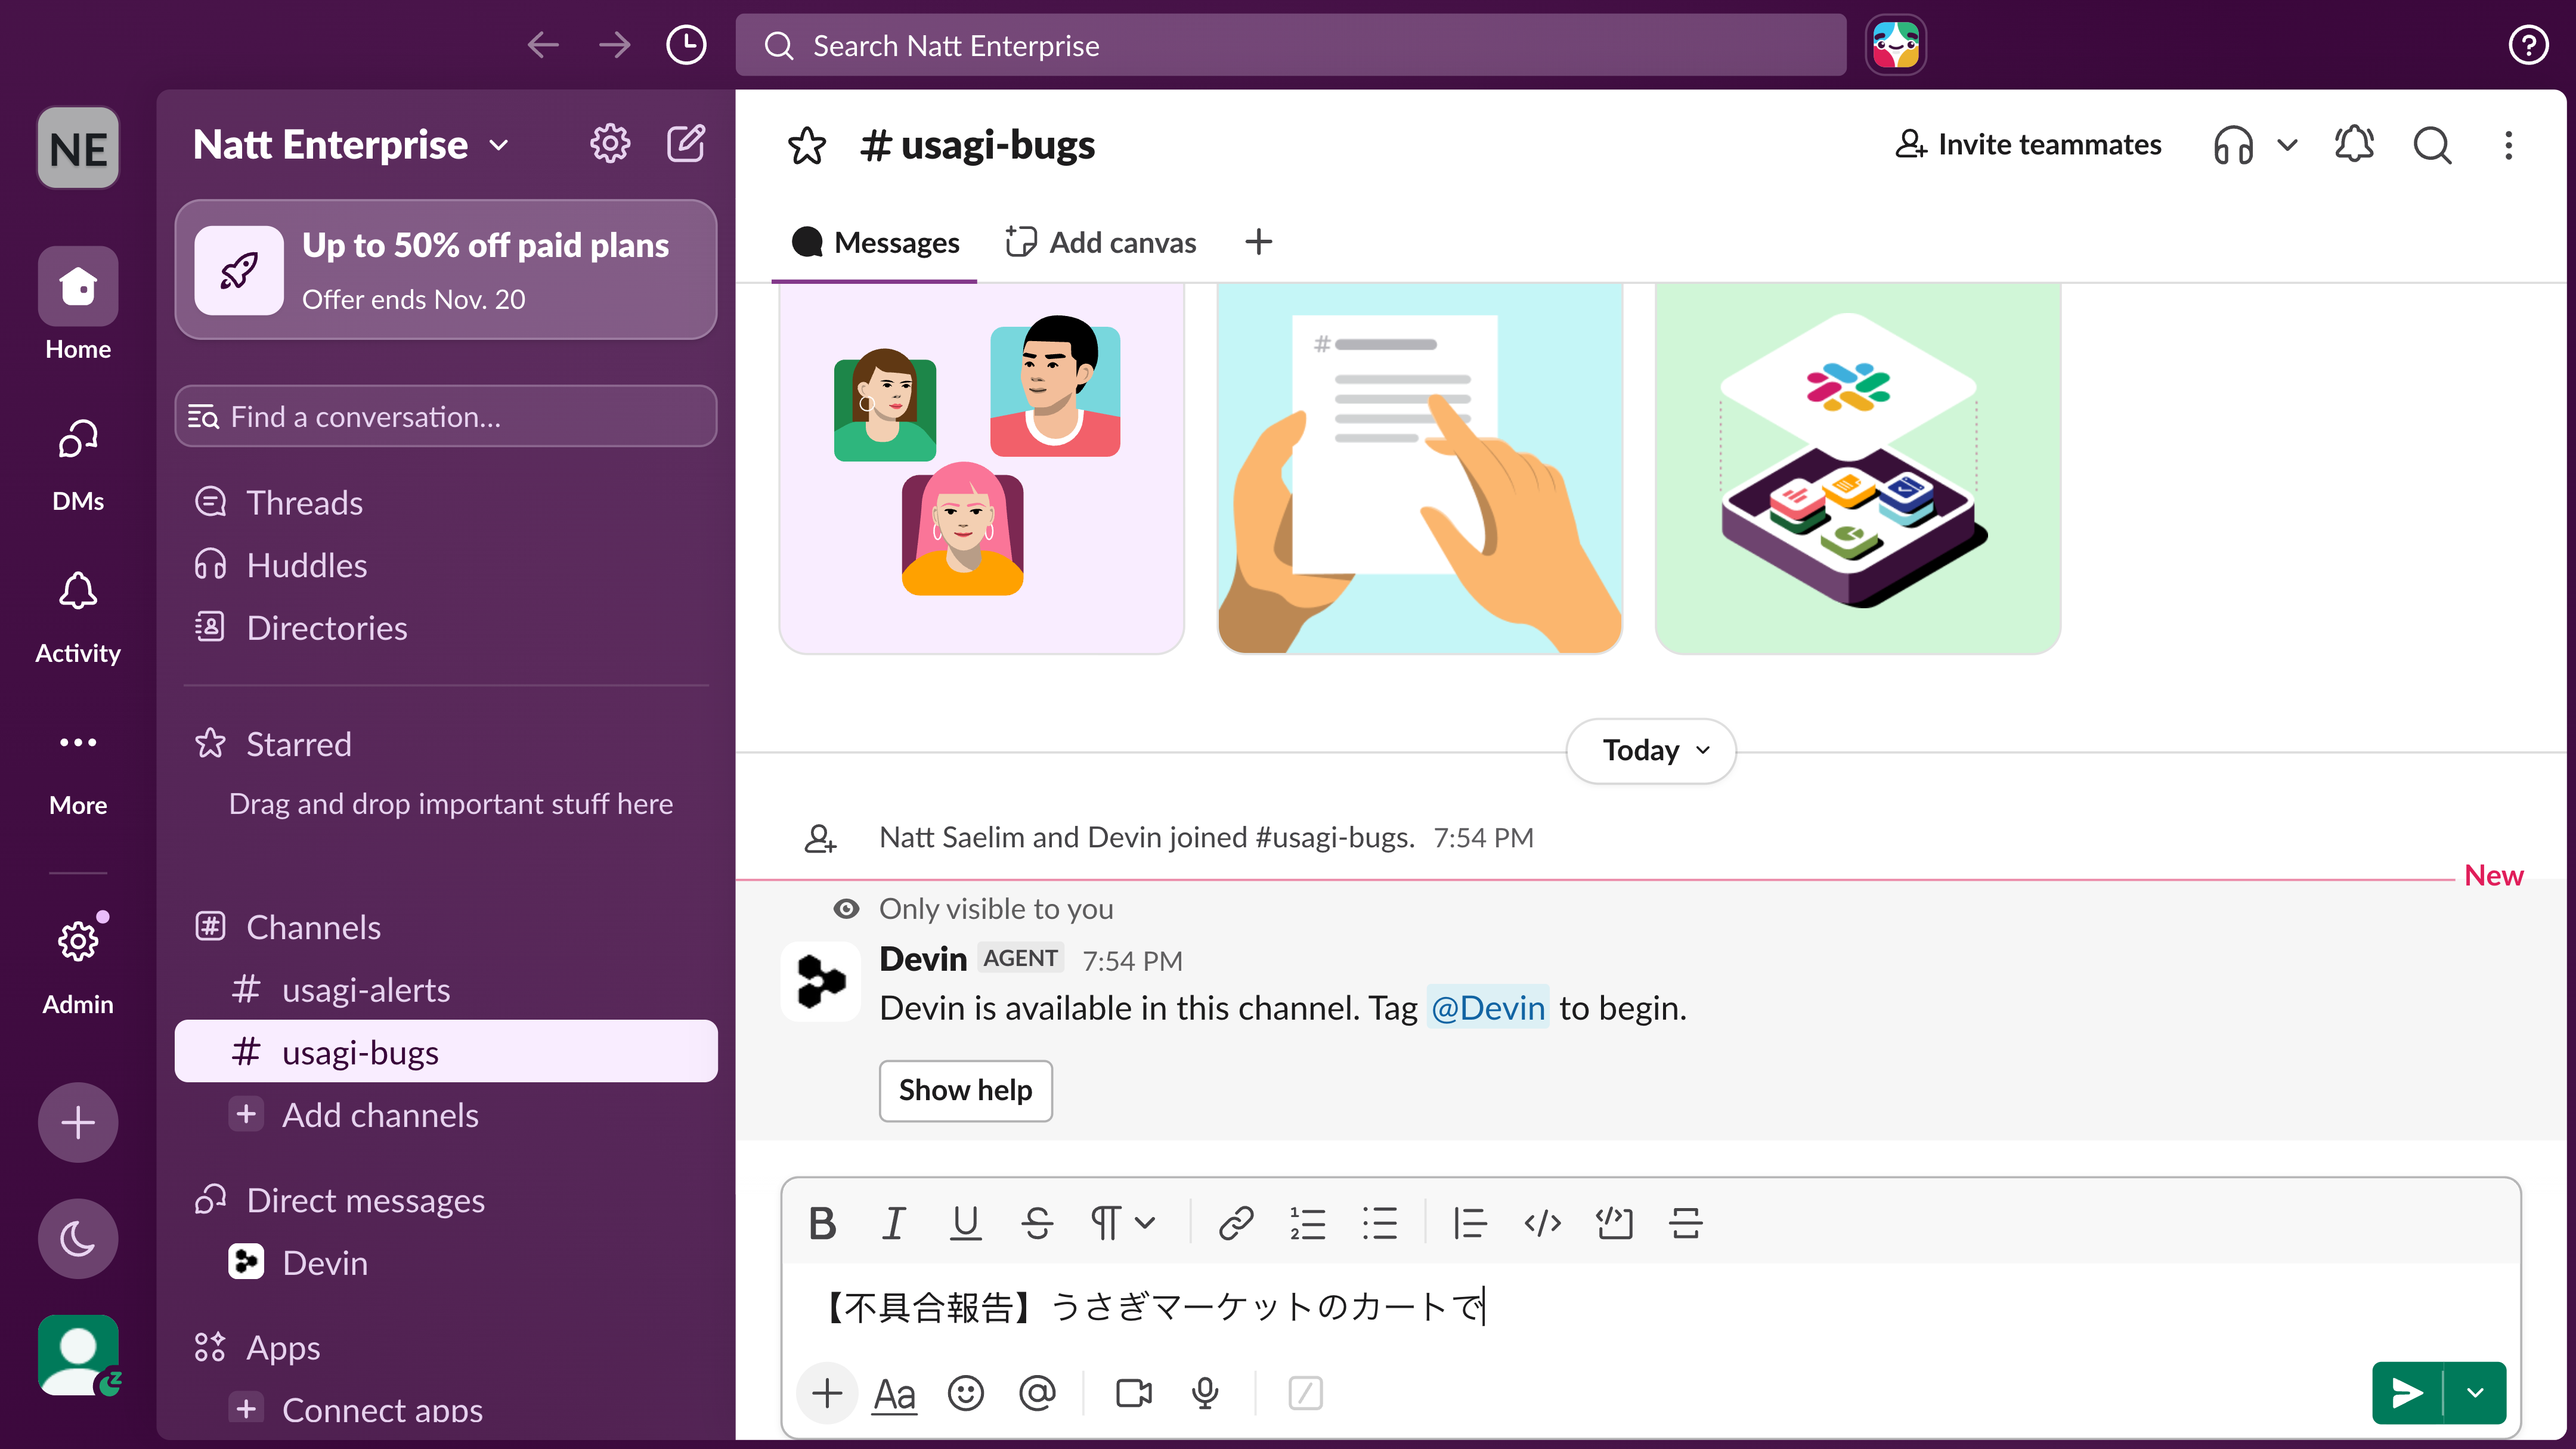 Search Natt Enterprise
NE
Home
DMs
Activity
More
Admin
Natt Enterprise
Up to 50% off paid plans
Offer ends Nov. 20
Find a conversation...
Threads
Huddles
Directories
Starred
Drag and drop important stuff here
Channels
# usagi-alerts
# usagi-bugs
Add channels
Direct messages
Devin
Apps
Connect apps
# usagi-bugs
Invite teammates
Messages
Add canvas
#
Today
Natt Saelim and Devin joined #usagi-bugs. 7:54 PM
New
Only visible to you
Devin AGENT 7:54 PM
Devin is available in this channel. Tag @Devin to begin.
Show help
【不具合報告】うさぎマーケットのカートで
Aa